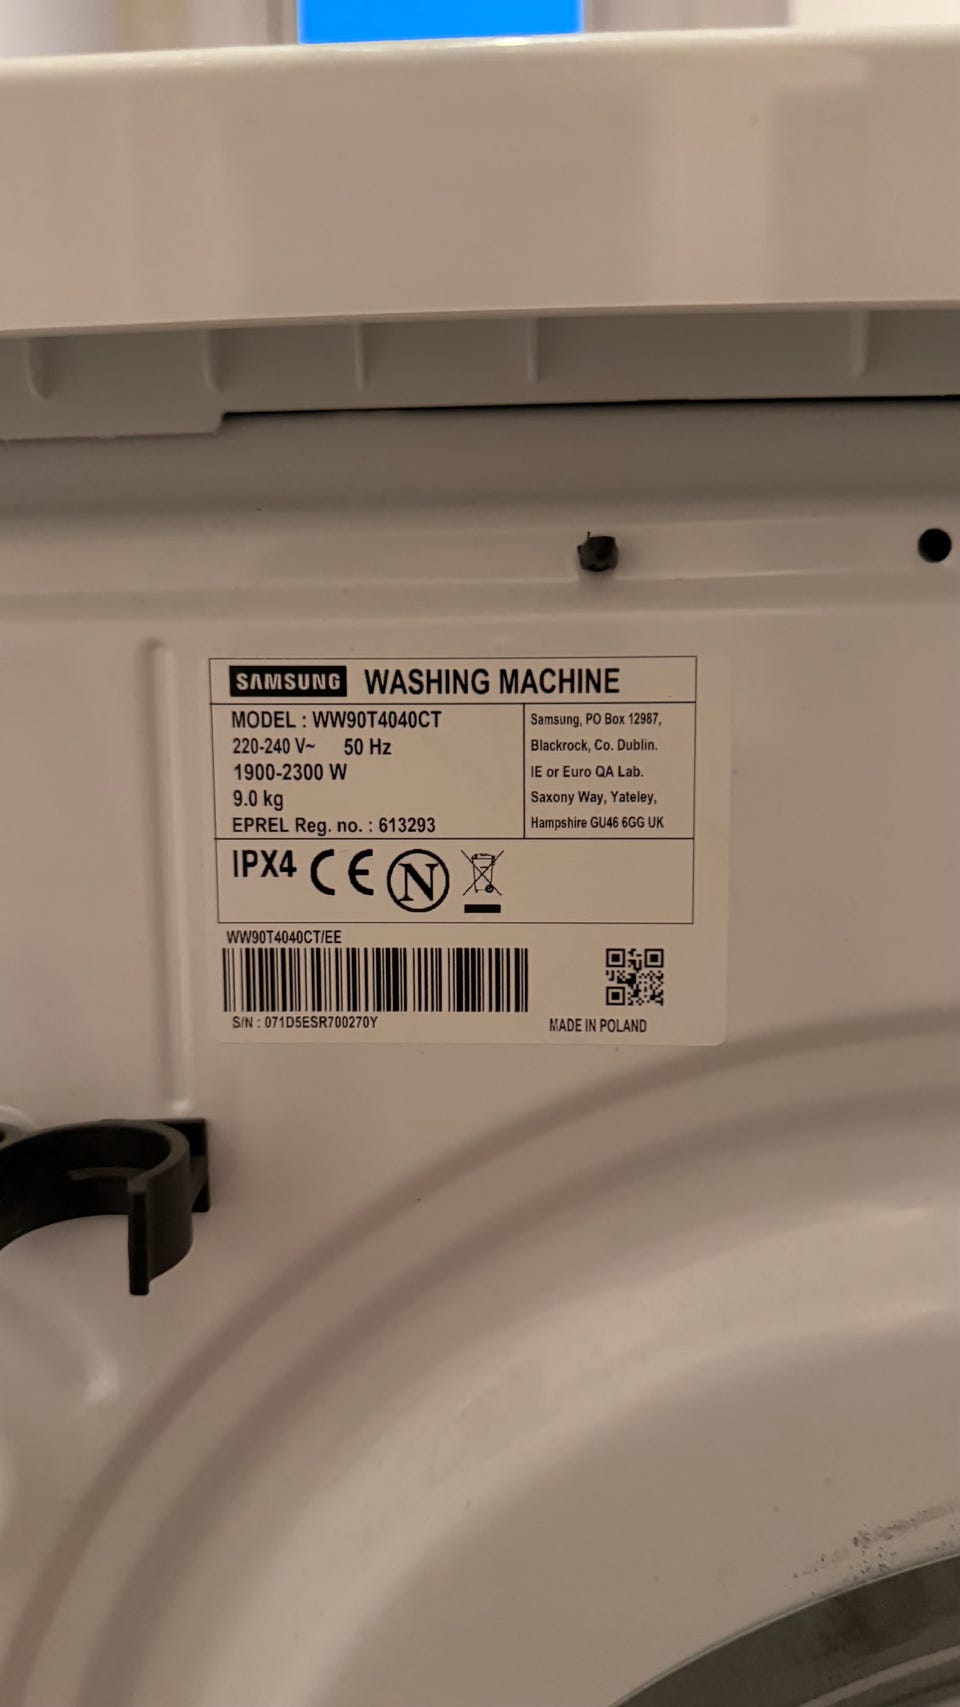 SAMSUNG WASHING MACHINE
MODEL : WW90T4040CT
220-240 V~ 50 Hz
1900-2300 W
9.0 kg
EPREL Reg. no. : 613293
Samsung, PO Box 12987,
Blackrock, Co. Dublin.
IE or Euro QA Lab.
Saxony Way, Yateley,
Hampshire GU46 6GG UK
IPX4 CE N
WW90T4040CT/EE
S/N : 071D5ESR700270Y
MADE IN POLAND